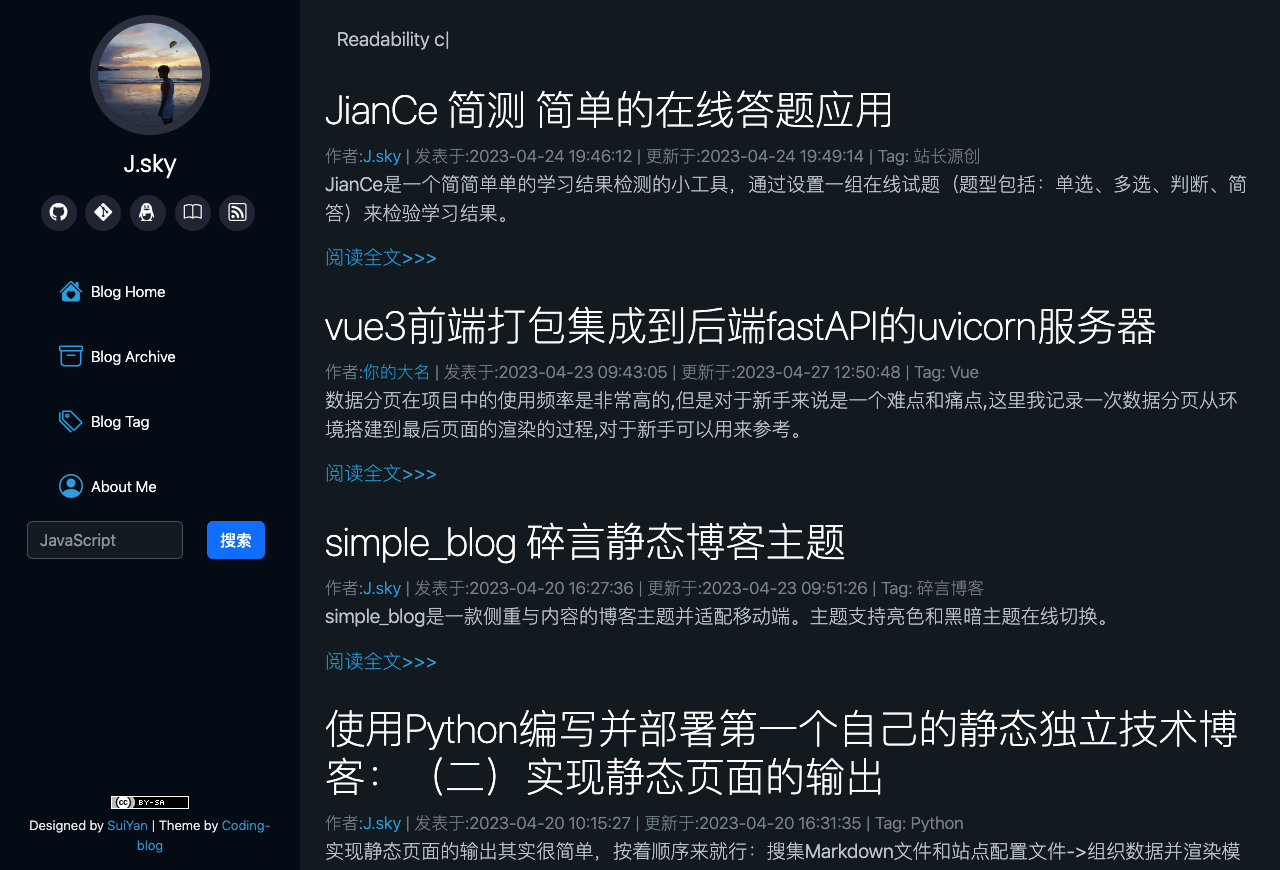 J.sky
Blog Home
Blog Archive
Blog Tag
About Me
JavaScript
搜索
BY-SA
Designed by SuiYan | Theme by Coding-
blog
Readability c|
JianCe 简测 简单的在线答题应用
作者:J.sky | 发表于:2023-04-24 19:46:12 | 更新于:2023-04-24 19:49:14 | Tag: 站长源创
JianCe是一个简简单单的学习结果检测的小工具，通过设置一组在线试题（题型包括：单选、多选、判断、简
答）来检验学习结果。
阅读全文>>>
vue3前端打包集成到后端fastAPI的uvicorn服务器
作者:你的大名 | 发表于:2023-04-23 09:43:05 | 更新于:2023-04-27 12:50:48 | Tag: Vue
数据分页在项目中的使用频率是非常高的,但是对于新手来说是一个难点和痛点,这里我记录一次数据分页从环
境搭建到最后页面的渲染的过程,对于新手可以用来参考。
阅读全文>>>
simple_blog 碎言静态博客主题
作者:J.sky | 发表于:2023-04-20 16:27:36 | 更新于:2023-04-23 09:51:26 | Tag: 碎言博客
simple_blog是一款侧重与内容的博客主题并适配移动端。主题支持亮色和黑暗主题在线切换。
阅读全文>>>
使用Python编写并部署第一个自己的静态独立技术博
客：（二）实现静态页面的输出
作者:J.sky | 发表于:2023-04-20 10:15:27 | 更新于:2023-04-20 16:31:35 | Tag: Python
实现静态页面的输出其实很简单，按着顺序来就行：搜集Markdown文件和站点配置文件->组织数据并渲染模